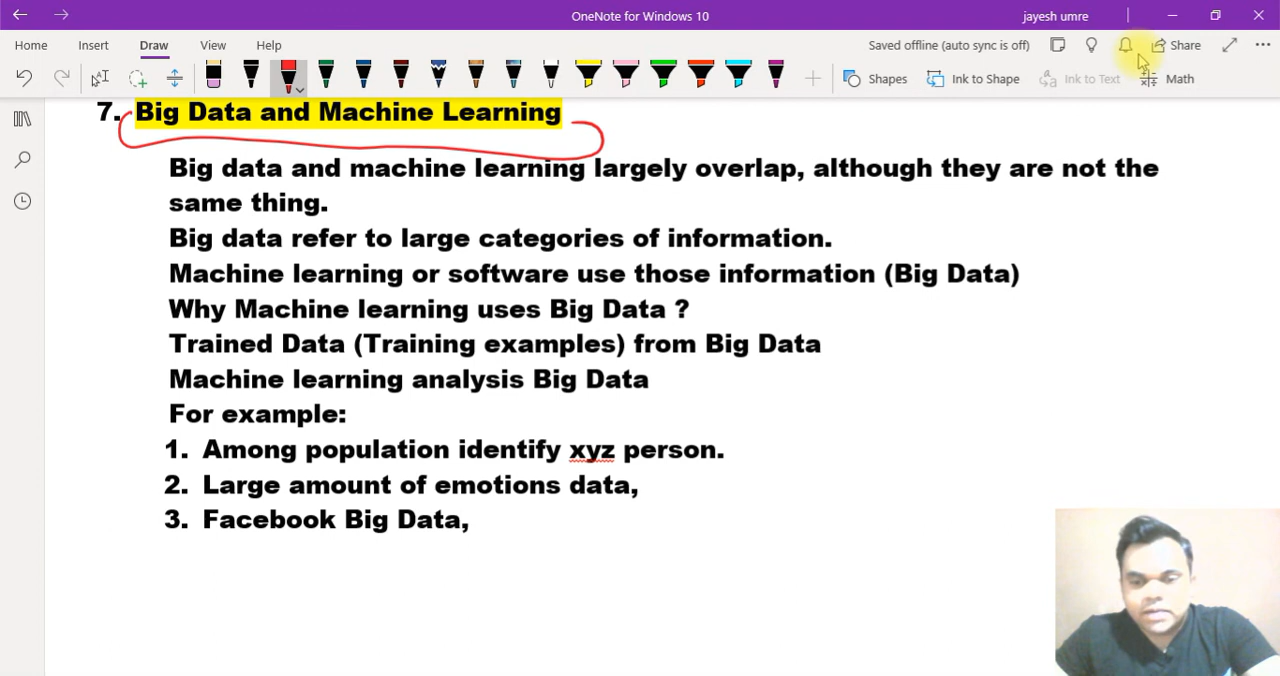 OneNote for Windows 10
jayesh umre
Home Insert Draw View Help
Saved offline (auto sync is off)
Share
Shapes
Ink to Shape
Ink to Text
Math
7. Big Data and Machine Learning
Big data and machine learning largely overlap, although they are not the
same thing.
Big data refer to large categories of information.
Machine learning or software use those information (Big Data)
Why Machine learning uses Big Data ?
Trained Data (Training examples) from Big Data
Machine learning analysis Big Data
For example:
1. Among population identify xyz person.
2. Large amount of emotions data,
3. Facebook Big Data,